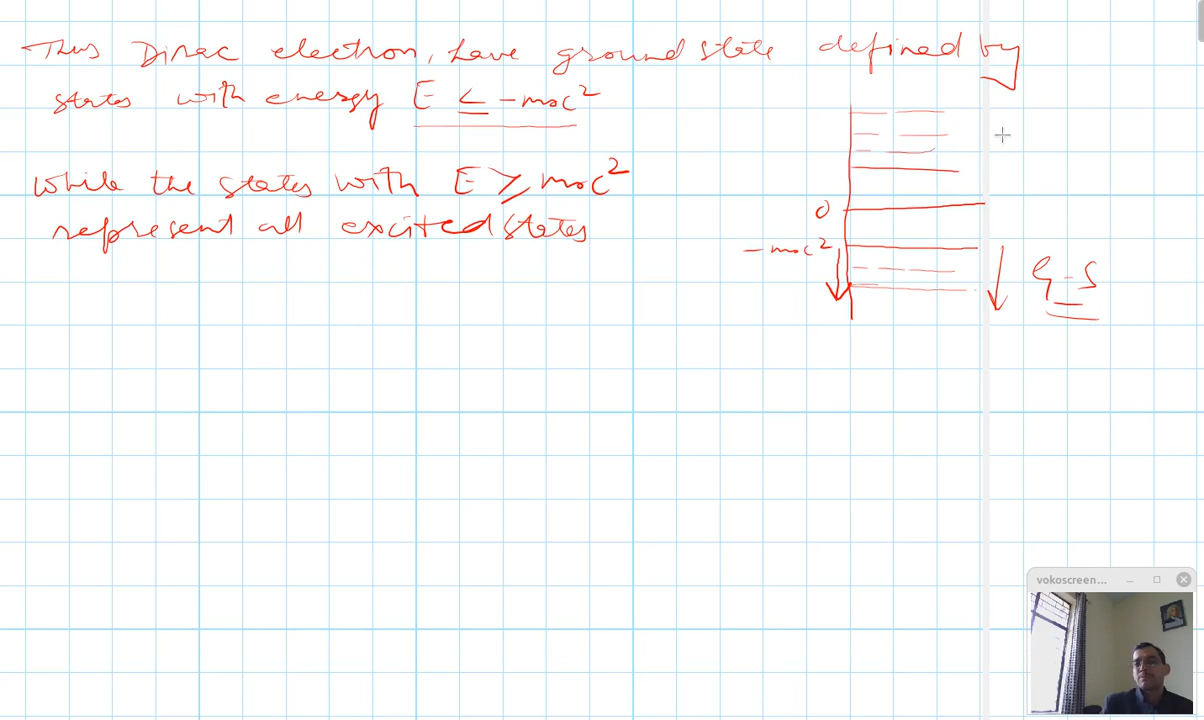 Thus Dirac electron, have ground state defined by
states with energy E ≤ -m₀c²
while the states with E ≥ m₀c²
represent all excited states
0
-m₀c²
G-S
vokoscreen...